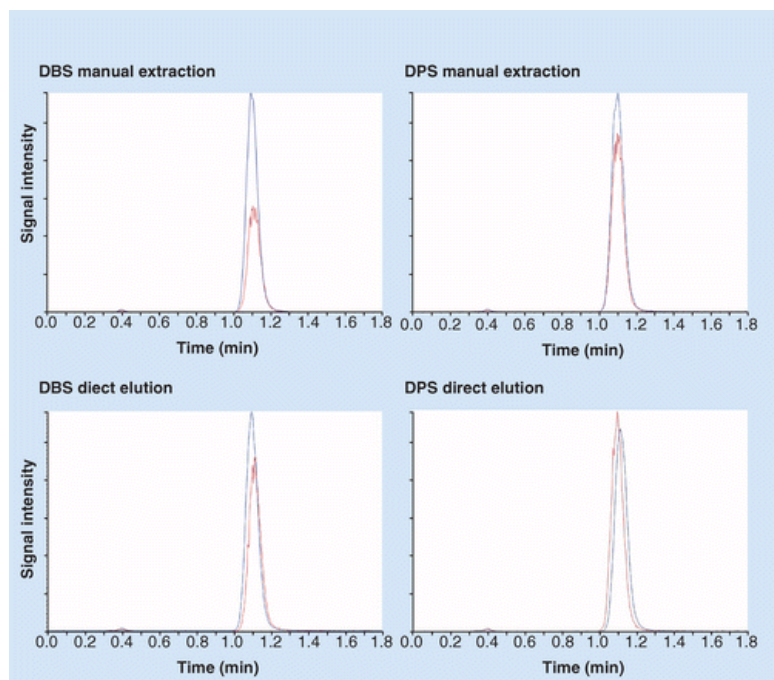 DBS manual extraction
DPS manual extraction
Signal intensity
0.0 0.2 0.4 0.6 0.8 1.0 1.2 1.4 1.6 1.8
0.0 0.2 0.4 0.6 0.8 1.0 1.2 1.4 1.6 1.8
Time (min)
Time (min)
DBS diect elution
DPS direct elution
Signal intensity
0.0 0.2 0.4 0.6 0.8 1.0 1.2 1.4 1.6 1.8
0.0 0.2 0.4 0.6 0.8 1.0 1.2 1.4 1.6 1.8
Time (min)
Time (min)